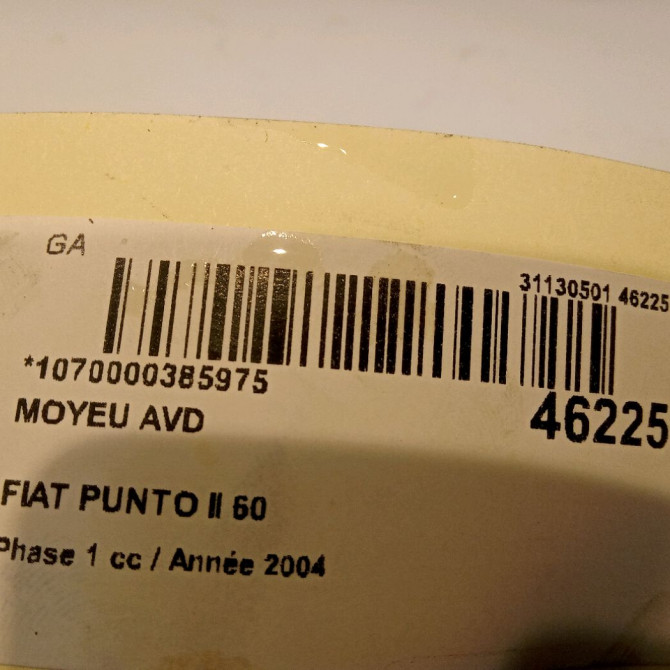 GA
31130501 46225
*1070000385975
46225
MOYEU AVD
FIAT PUNTO II 60
Phase 1 cc / Année 2004